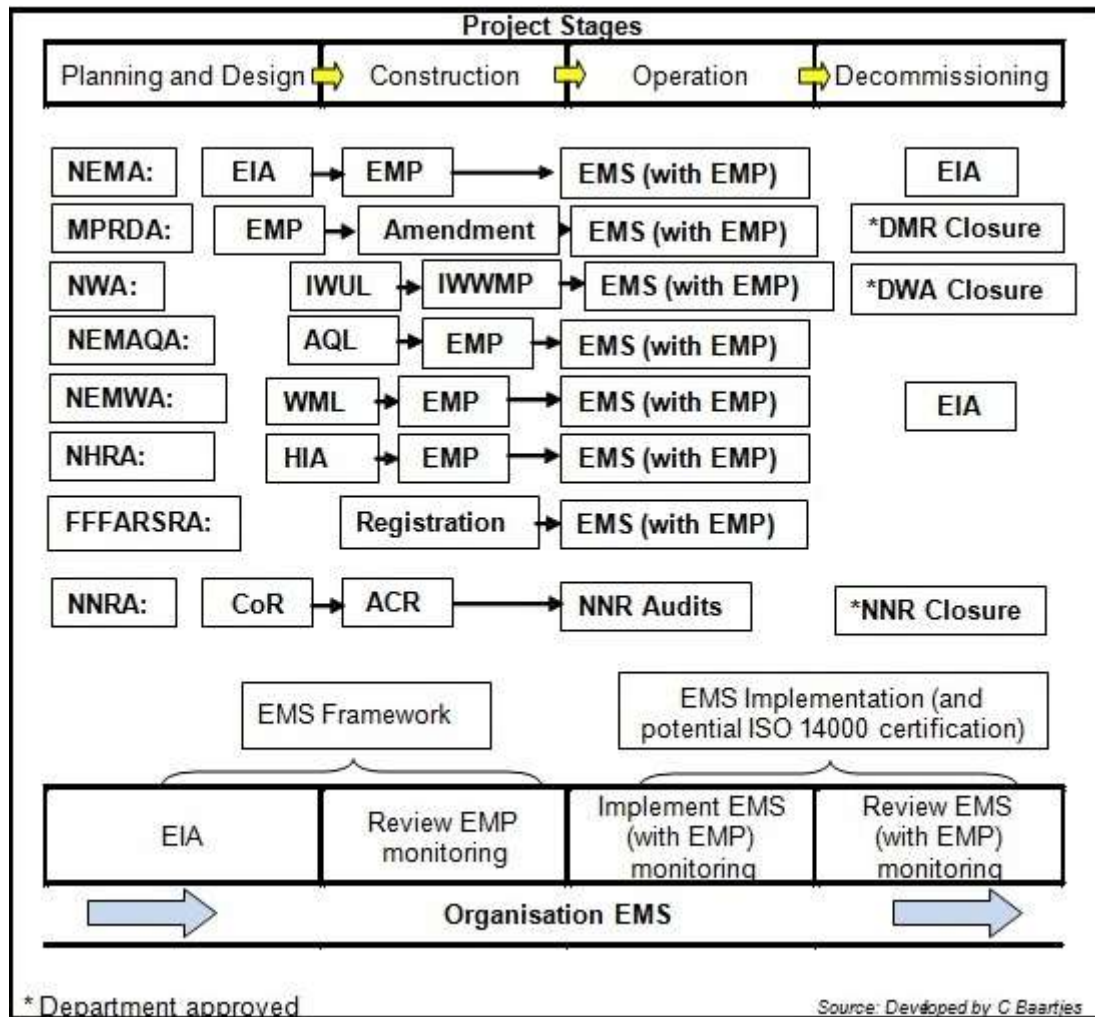 Project Stages
Planning and Design Construction Operation Decommissioning
NEMA: EIA EMP EMS (with EMP) EIA
MPRDA: EMP Amendment EMS (with EMP) *DMR Closure
NWA: IWUL IWWMP EMS (with EMP) *DWA Closure
NEMAQA: AQL EMP EMS (with EMP)
NEMWA: WML EMP EMS (with EMP) EIA
NHRA: HIA EMP EMS (with EMP)
FFFARSRA: Registration EMS (with EMP)
NNRA: CoR ACR NNR Audits *NNR Closure
EMS Framework
EMS Implementation (and
potential ISO 14000 certification)
EIA
Review EMP
monitoring
Implement EMS
(with EMP)
monitoring
Review EMS
(with EMP)
monitoring
Organisation EMS
* Department approved
Source: Developed by C Baartjes